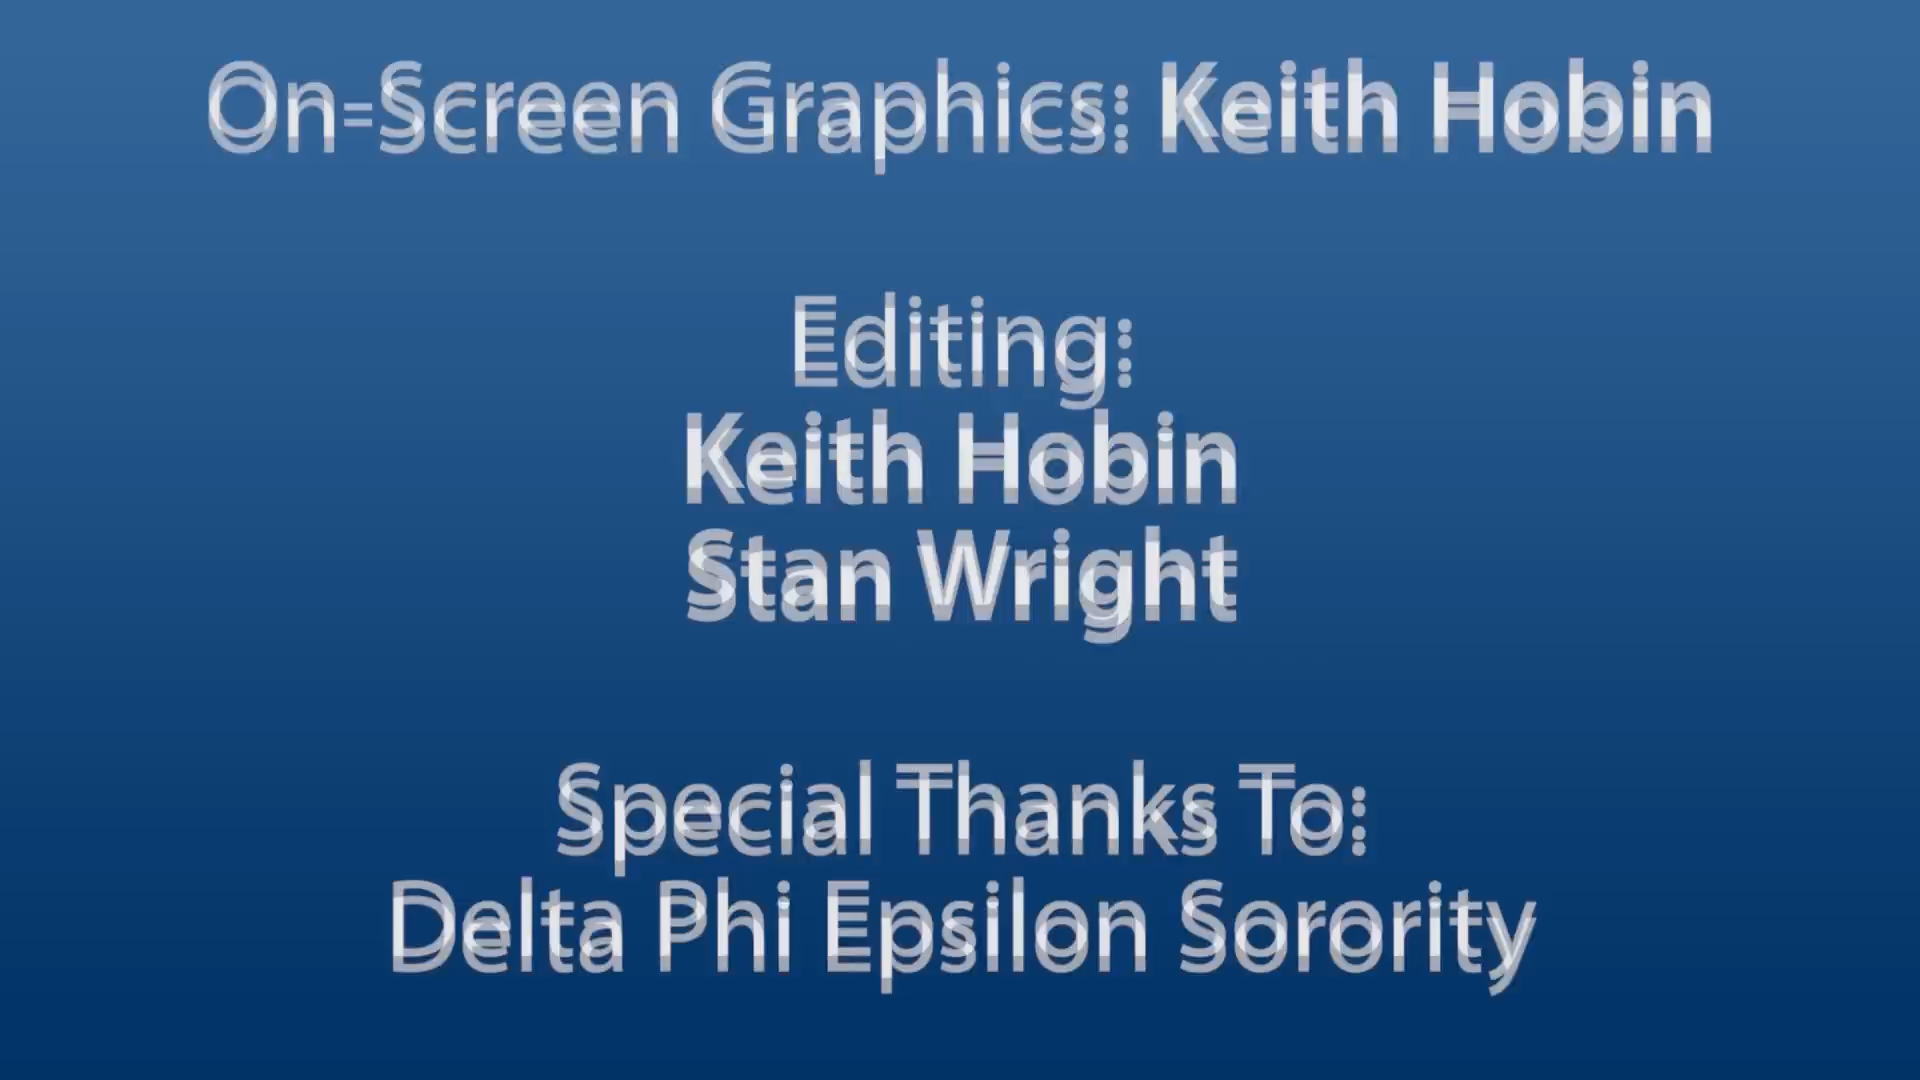 On-Screen Graphics: Keith Hobin
Editing:
Keith Hobin
Stan Wright
Special Thanks To:
Delta Phi Epsilon Sorority